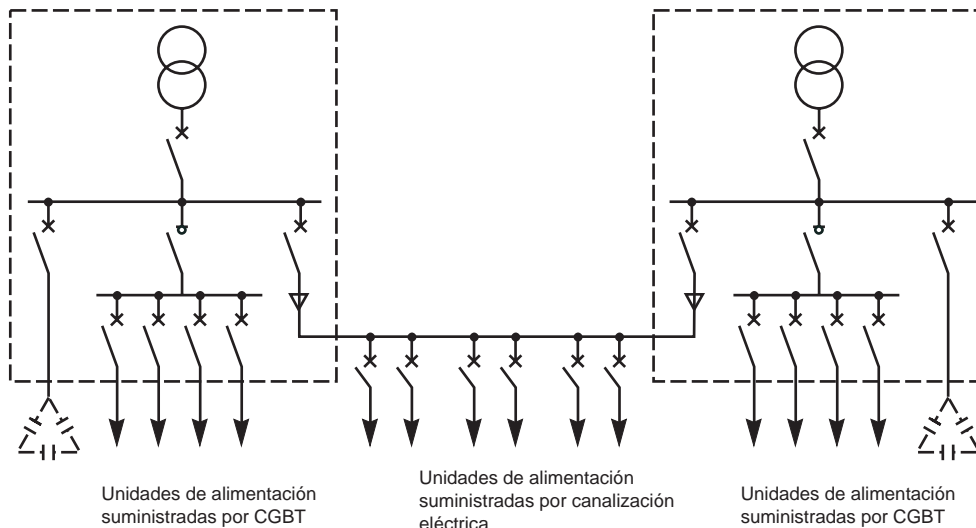 Unidades de alimentación
suministradas por CGBT
Unidades de alimentación
suministradas por canalización
eléctrica
Unidades de alimentación
suministradas por CGBT